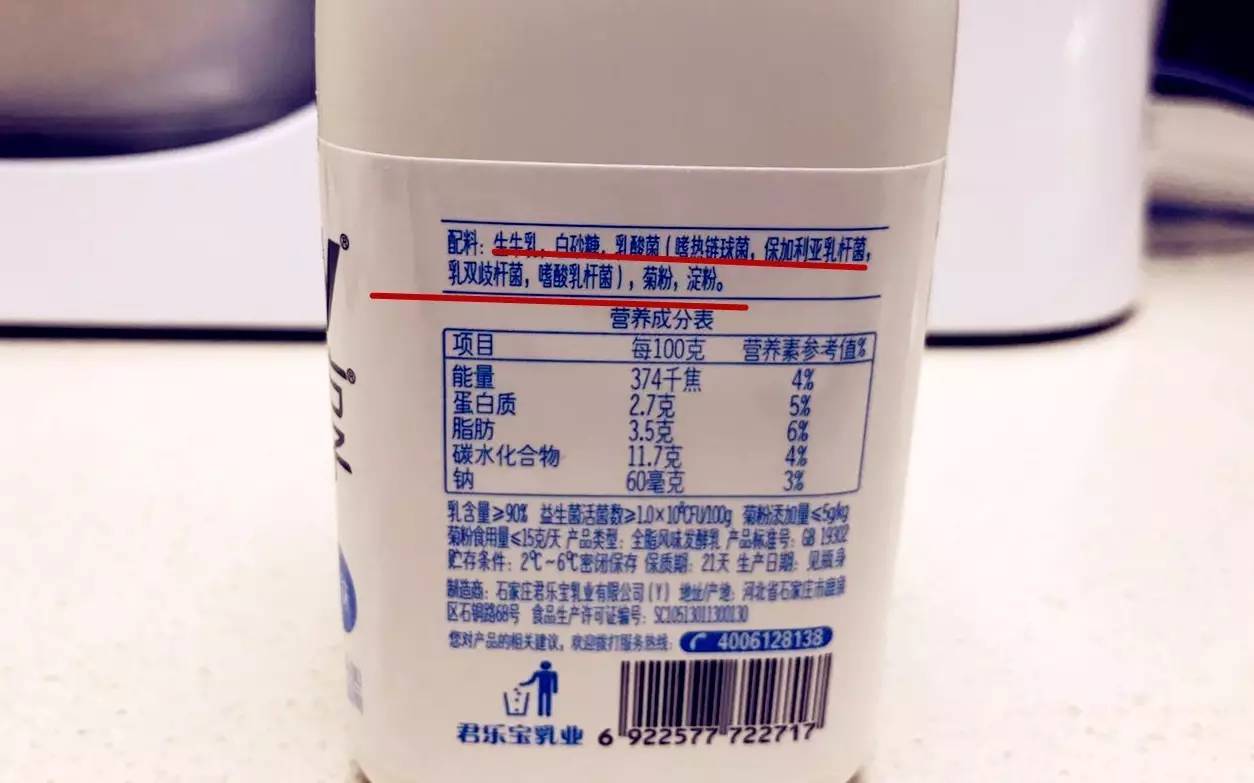 配料：生牛乳，白砂糖，乳酸菌（嗜热链球菌，保加利亚乳杆菌，
乳双歧杆菌，嗜酸乳杆菌），菊粉，淀粉。
营养成分表
项目 每100克 营养素参考值%
能量 374千焦 4%
蛋白质 2.7克 5%
脂肪 3.5克 6%
碳水化合物 11.7克 4%
钠 60毫克 3%
乳含量≥90% 益生菌活菌数≥1.0×10⁶CFU/100g 菊粉添加量≤5g/kg
菊粉食用量≤15克/天 产品类型：全脂风味发酵乳 产品标准号：GB 19302
贮存条件：2℃~6℃密闭保存 保质期：21天 生产日期：见瓶身
制造商：石家庄君乐宝乳业有限公司(Y) 地址/产地：河北省石家庄市鹿泉
区石铜路68号 食品生产许可证编号：SC10513011300130
您对产品的相关建议，欢迎拨打服务热线：4006128138
君乐宝乳业 6 922577 722717